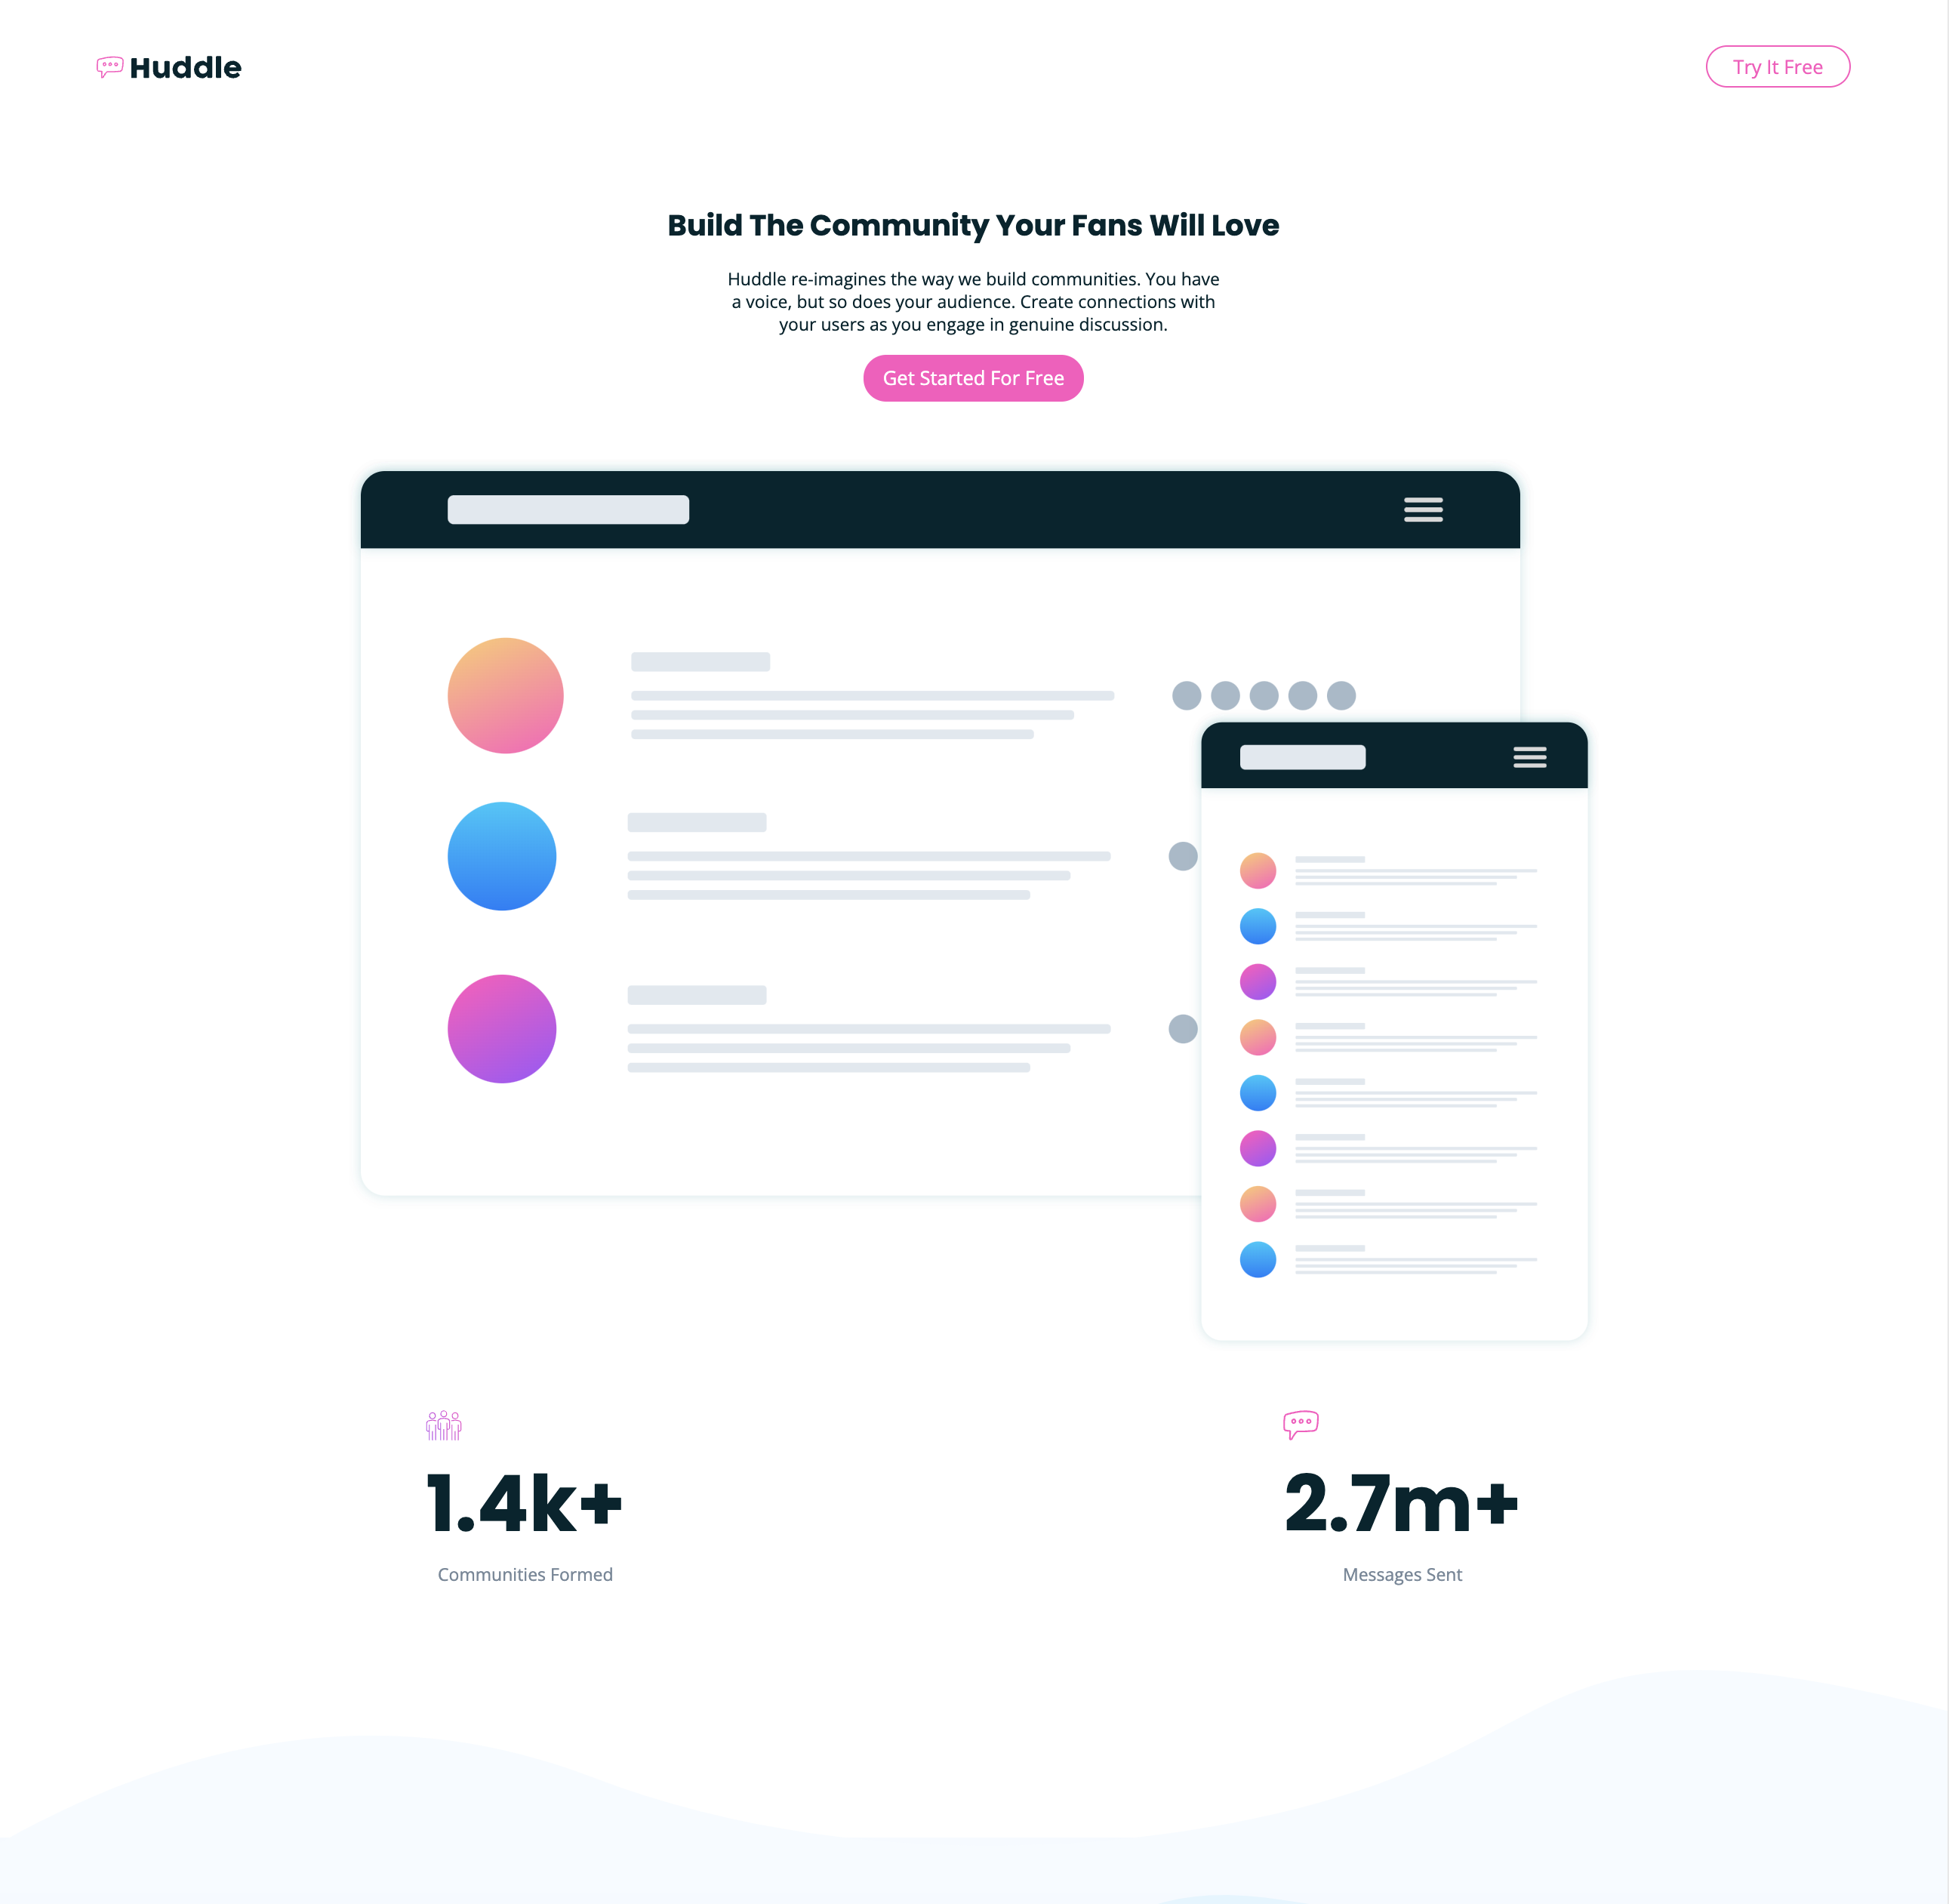 Huddle
Try It Free
Build The Community Your Fans Will Love
Huddle re-imagines the way we build communities. You have
a voice, but so does your audience. Create connections with
your users as you engage in genuine discussion.
Get Started For Free
1.4k+
Communities Formed
2.7m+
Messages Sent